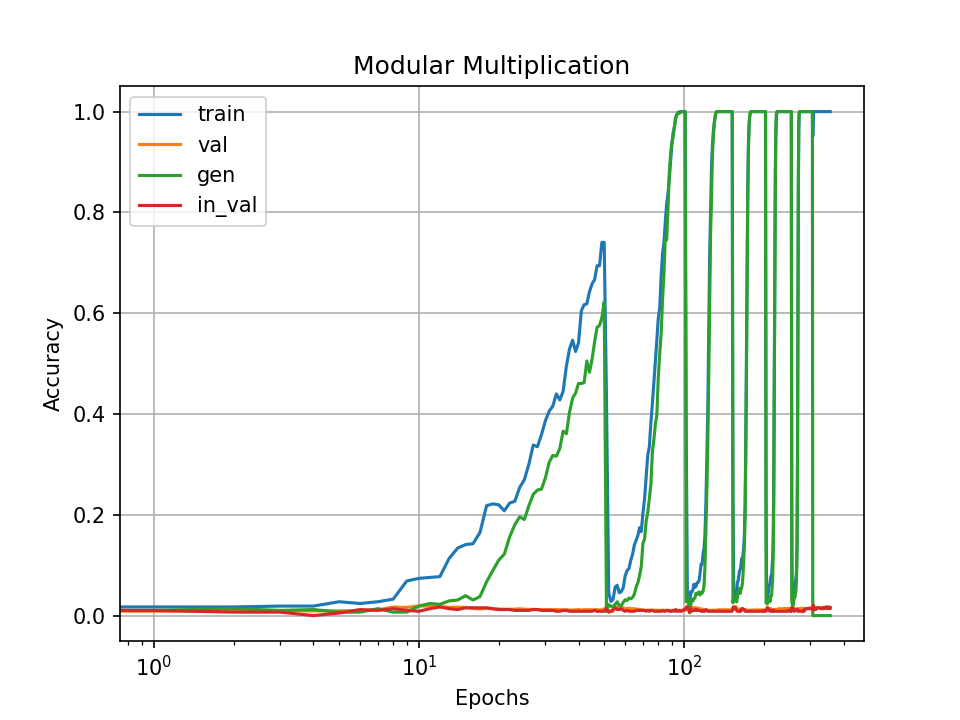 Modular Multiplication
train
val
gen
in_val
1.0
0.8
0.6
0.4
0.2
0.0
Accuracy
10⁰
10¹
10²
Epochs